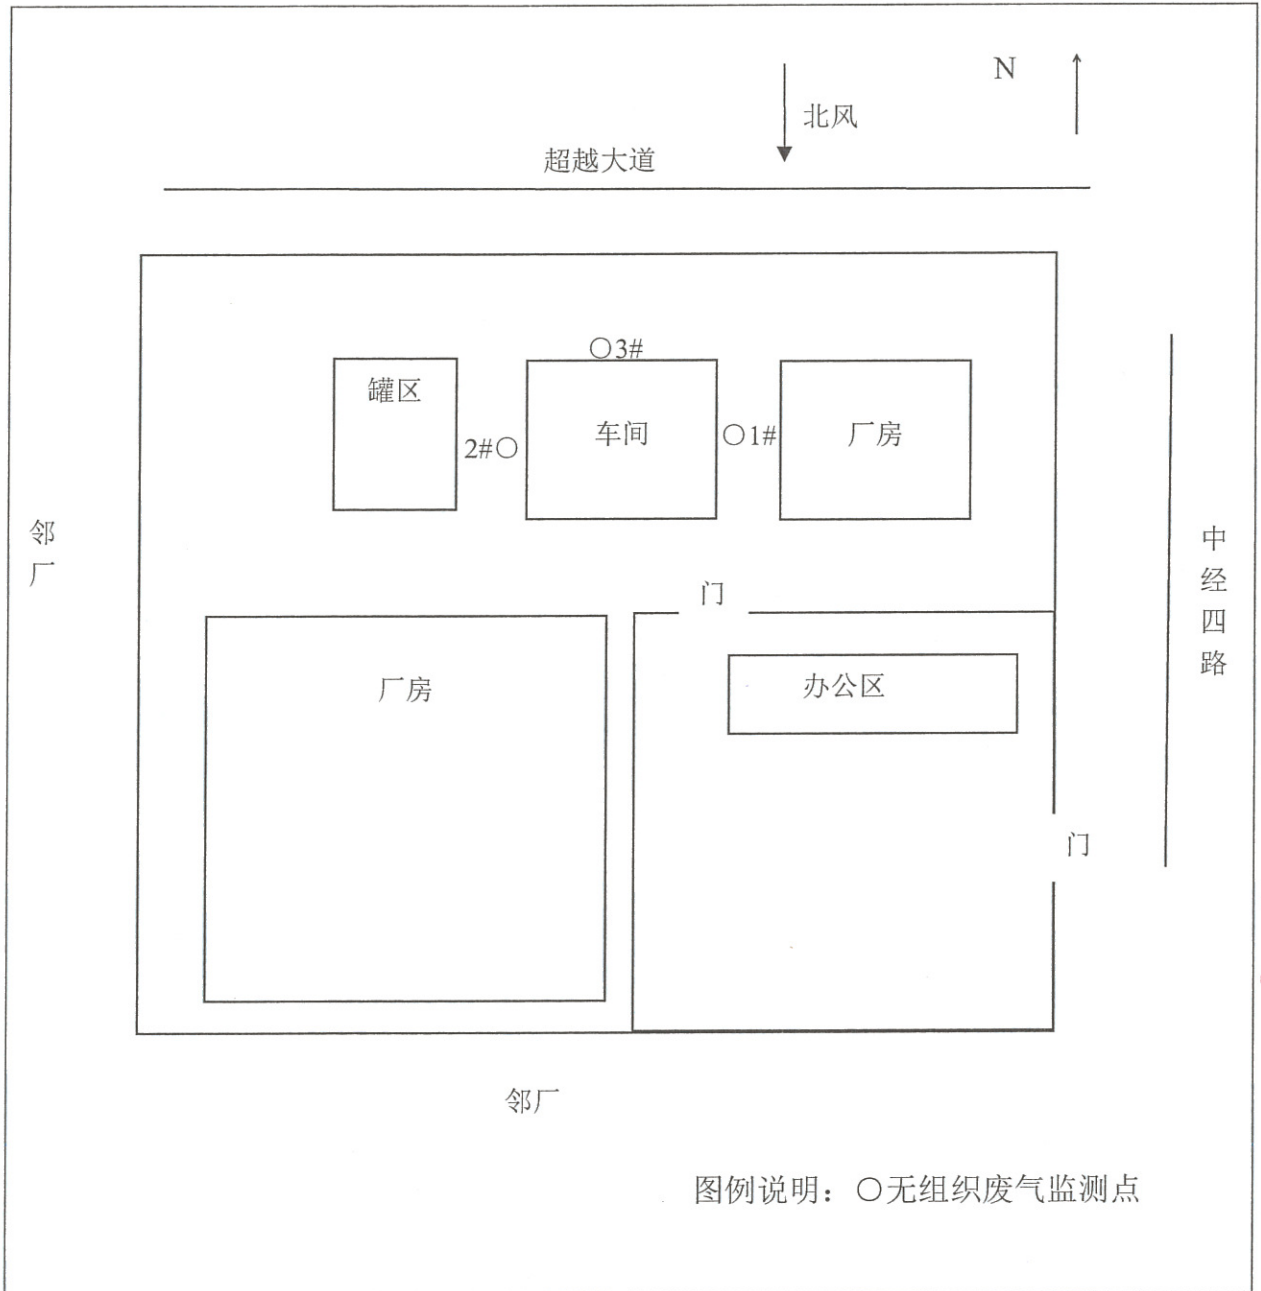 N
北风
超越大道
○3#
罐区
车间
厂房
2#○
○1#
邻厂
中经四路
门
厂房
办公区
门
邻厂
图例说明：○无组织废气监测点